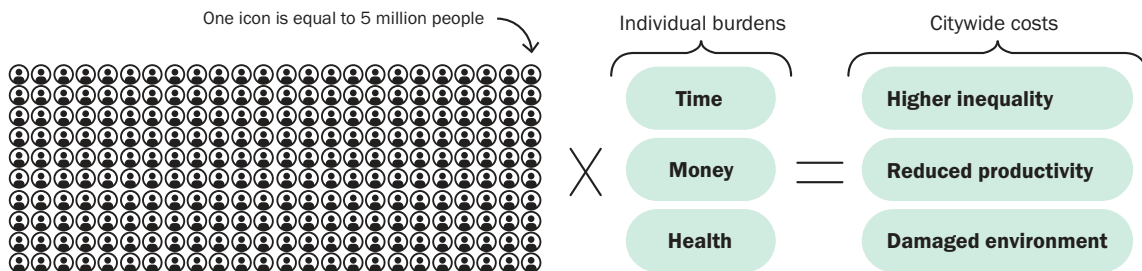 One icon is equal to 5 million people
Individual burdens
Citywide costs
Time
Higher inequality
Money
Reduced productivity
Health
Damaged environment